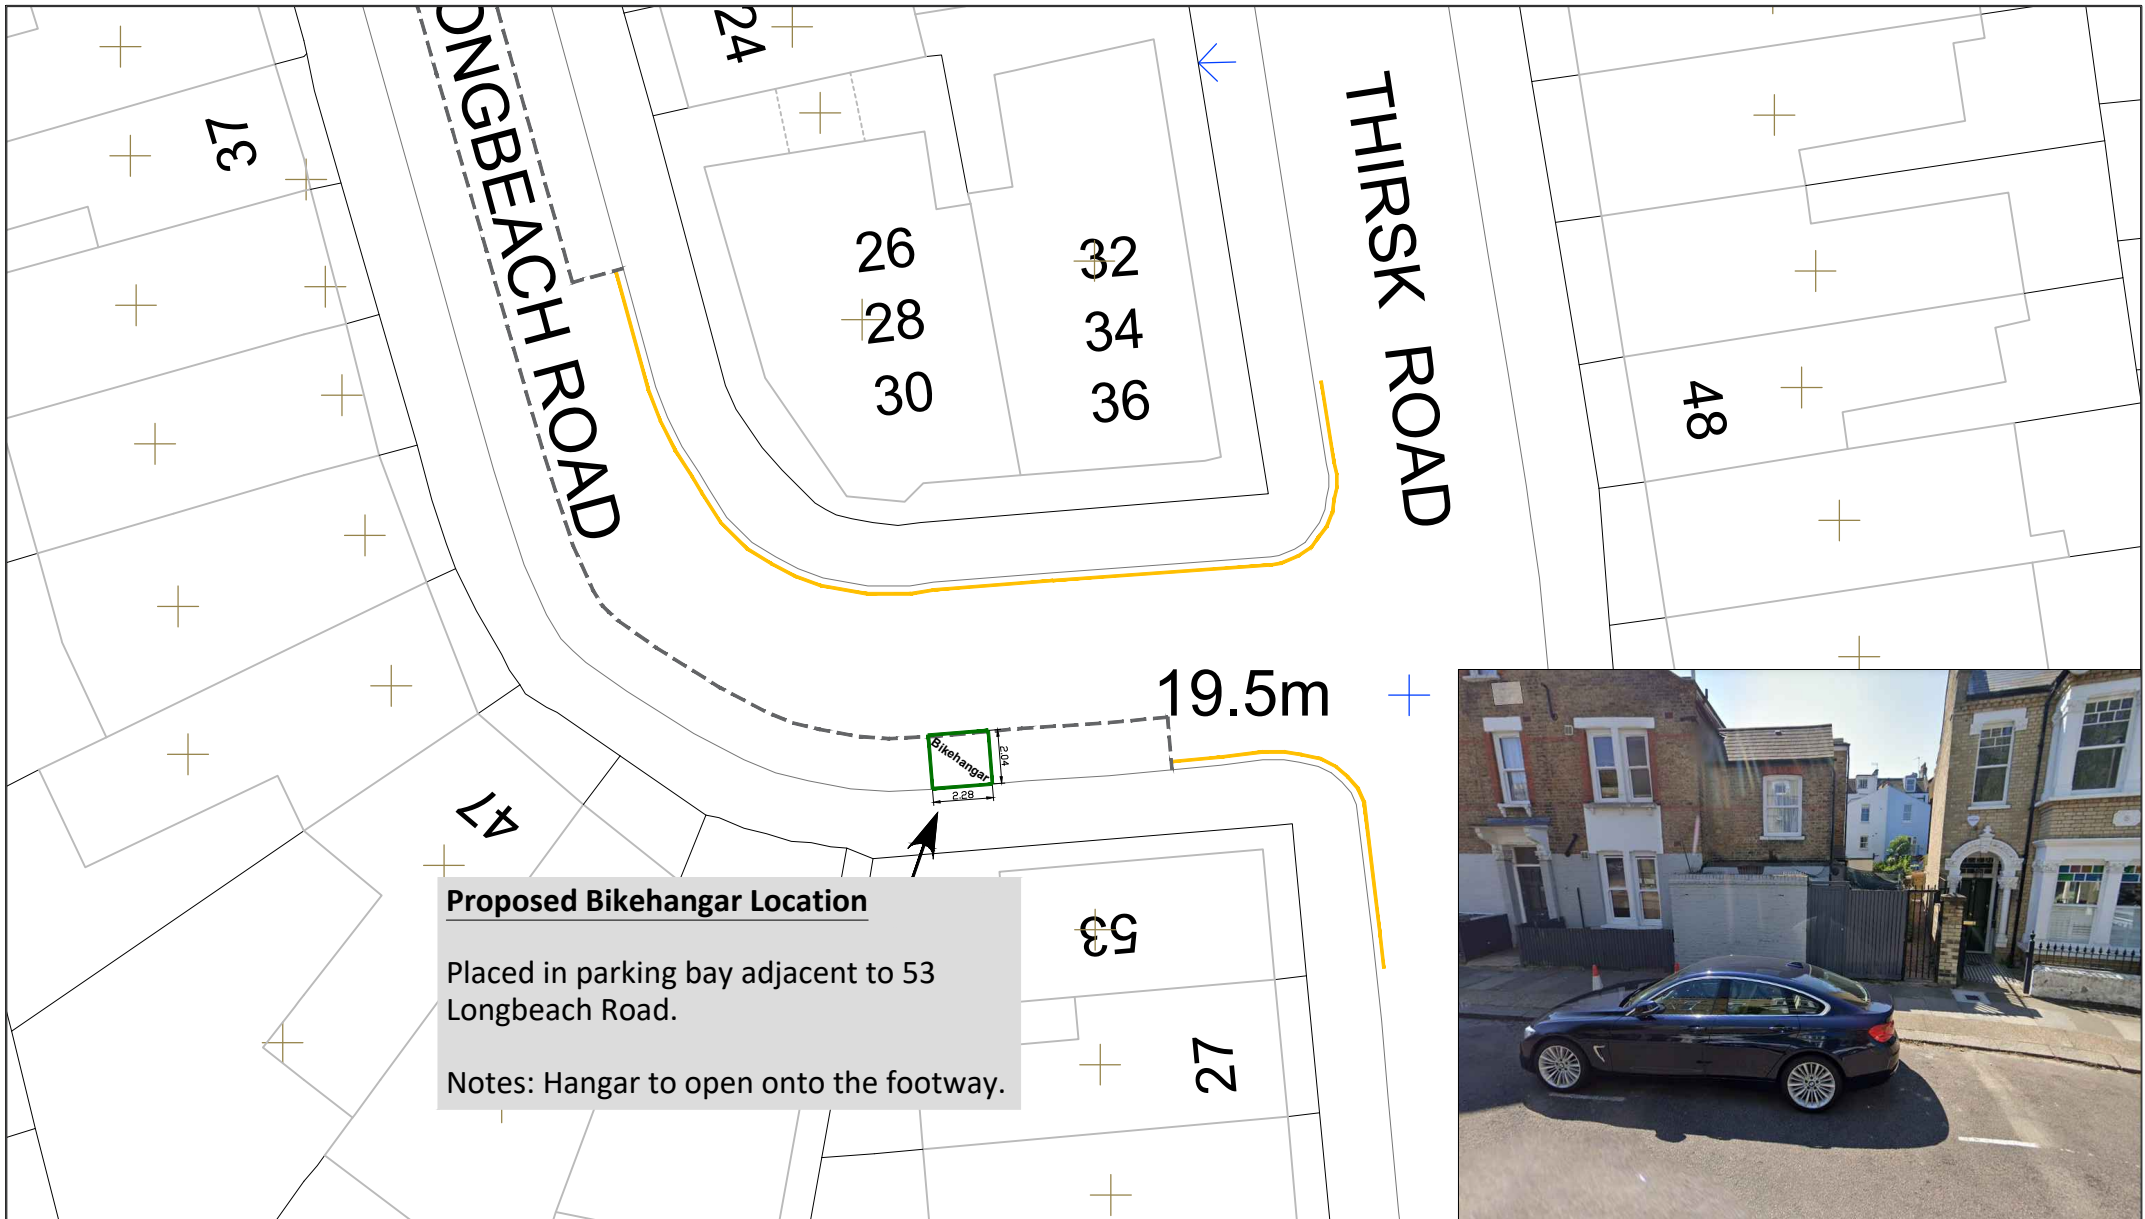 ONGBEACH ROAD
24
THIRSK ROAD
37
26
28
30
32
34
36
48
19.5m
Bikehangar
2.04
2.28
47
53
27
Proposed Bikehangar Location
Placed in parking bay adjacent to 53
Longbeach Road.
Notes: Hangar to open onto the footway.